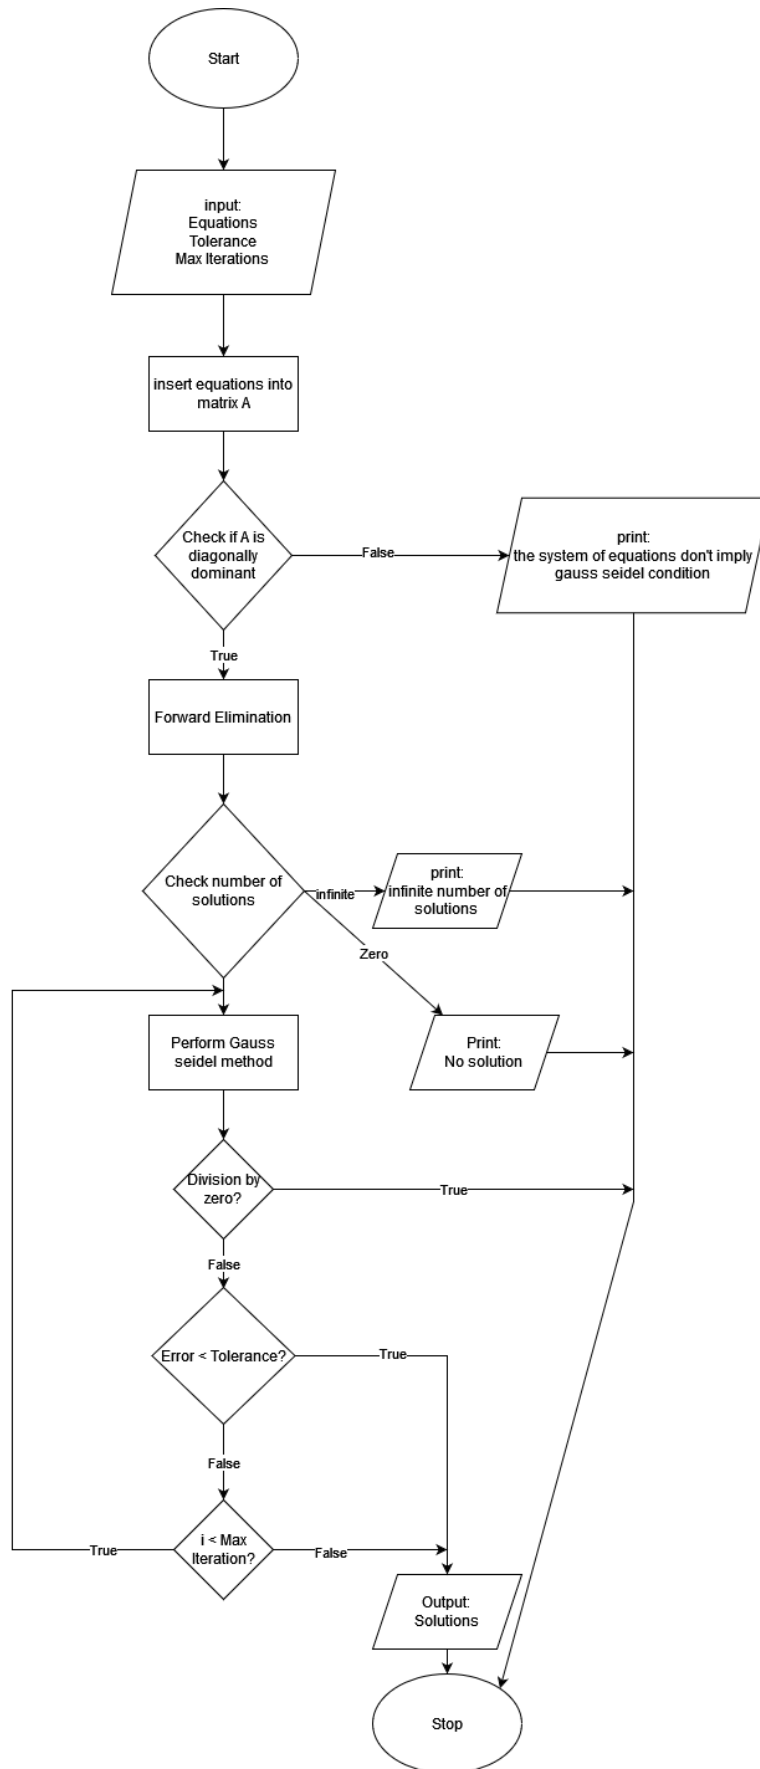 Start
input:
Equations
Tolerance
Max Iterations
insert equations into
matrix A
Check if A is
diagonally
dominant
False
print:
the system of equations don't imply
gauss seidel condition
True
Forward Elimination
Check number of
solutions
infinite
print:
infinite number of
solutions
Zero
Perform Gauss
seidel method
Print:
No solution
Division by
zero?
True
False
Error < Tolerance?
True
False
i < Max
Iteration?
True
False
Output:
Solutions
Stop